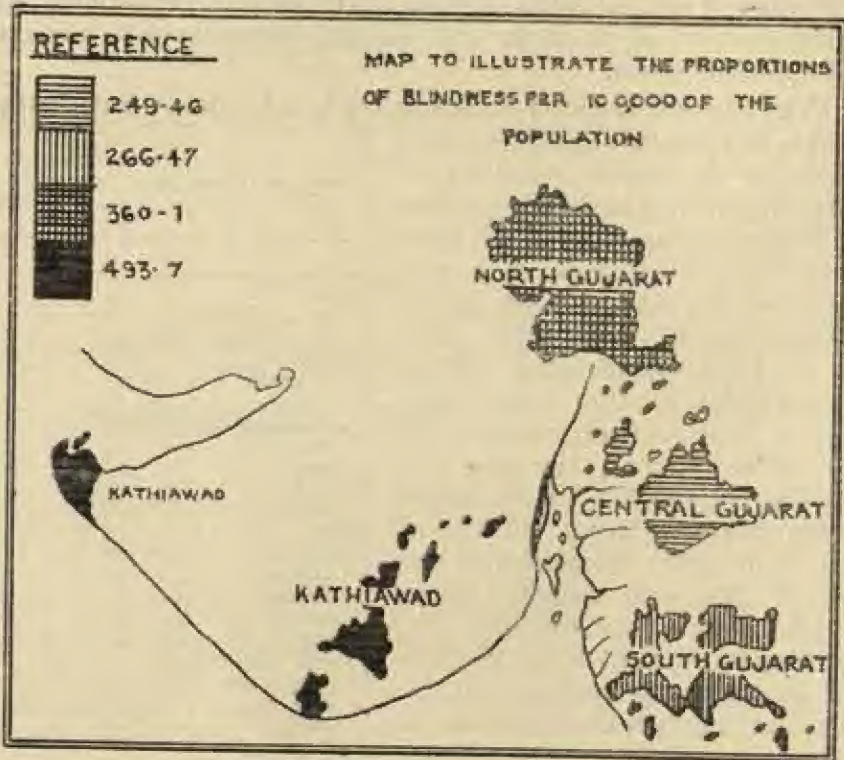 REFERENCE
249·46
266·47
360·1
493·7
MAP TO ILLUSTRATE THE PROPORTIONS
OF BLINDNESS PER 100,000 OF THE
POPULATION
NORTH GUJARAT
KATHIAWAD
CENTRAL GUJARAT
KATHIAWAD
SOUTH GUJARAT